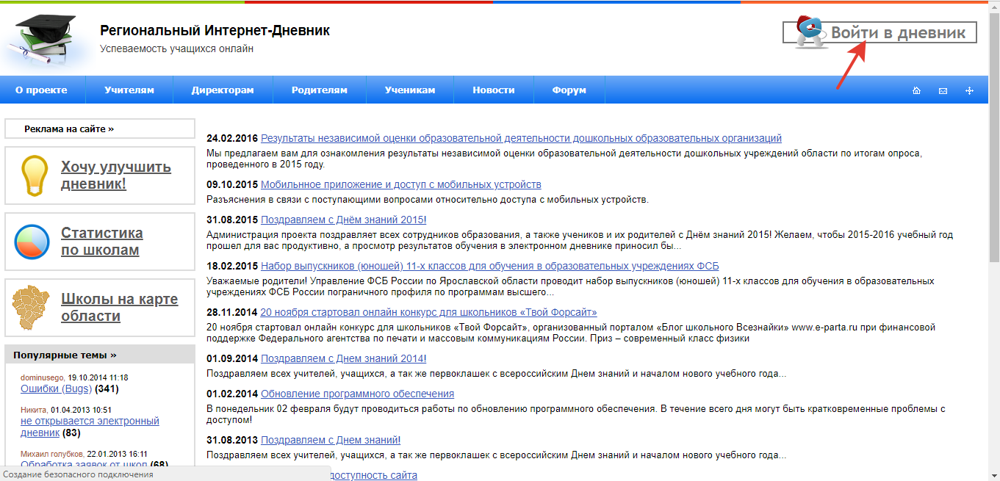 Региональный Интернет-Дневник
Успеваемость учащихся онлайн
Войти в дневник
О проекте
Учителям
Директорам
Родителям
Ученикам
Новости
Форум
Реклама на сайте »
Хочу улучшить
дневник!
Статистика
по школам
Школы на карте
области
Популярные темы »
dominusego, 19.10.2014 11:18
Ошибки (Bugs) (341)
Никита, 01.04.2013 10:51
не открывается электронный
дневник (83)
Михаил голубков, 22.01.2013 16:11
Обработка заявок от школ (68)
24.02.2016 Результаты независимой оценки образовательной деятельности дошкольных образовательных организаций
Мы предлагаем вам для ознакомления результаты независимой оценки образовательной деятельности дошкольных учреждений области по итогам опроса,
проведенного в 2015 году.
09.10.2015 Мобильнное приложение и доступ с мобильных устройств
Разъяснения в связи с поступающими вопросами относительно доступа с мобильных устройств.
31.08.2015 Поздравляем с Днём знаний 2015!
Администрация проекта поздравляет всех сотрудников образования, а также учеников и их родителей с Днём знаний 2015! Желаем, чтобы 2015-2016 учебный год
прошел для вас продуктивно, а просмотр результатов обучения в электронном дневнике приносил бы...
18.02.2015 Набор выпускников (юношей) 11-х классов для обучения в образовательных учреждениях ФСБ
Уважаемые родители! Управление ФСБ России по Ярославской области проводит набор выпускников (юношей) 11-х классов для обучения в образовательных
учреждениях ФСБ России пограничного профиля по программам высшего...
28.11.2014 20 ноября стартовал онлайн конкурс для школьников «Твой Форсайт»
20 ноября стартовал онлайн конкурс для школьников «Твой Форсайт», организованный порталом «Блог школьного Всезнайки» www.e-parta.ru при финансовой
поддержке Федерального агентства по печати и массовым коммуникациям России. Приз – современный класс физики
01.09.2014 Поздравляем с Днем знаний 2014!
Поздравляем всех учителей, учащихся, а так же первоклашек с всероссийским Днем знаний и началом нового учебного года...
01.02.2014 Обновление программного обеспечения
В понедельник 02 февраля будут проводиться работы по обновлению программного обеспечения. В течение всего дня могут быть кратковременные проблемы с
доступом!
31.08.2013 Поздравляем с Днем знаний!
Поздравляем всех учителей, учащихся, а так же первоклашек с всероссийским Днем знаний и началом нового учебного года...
доступность сайта
Создание безопасного подключения